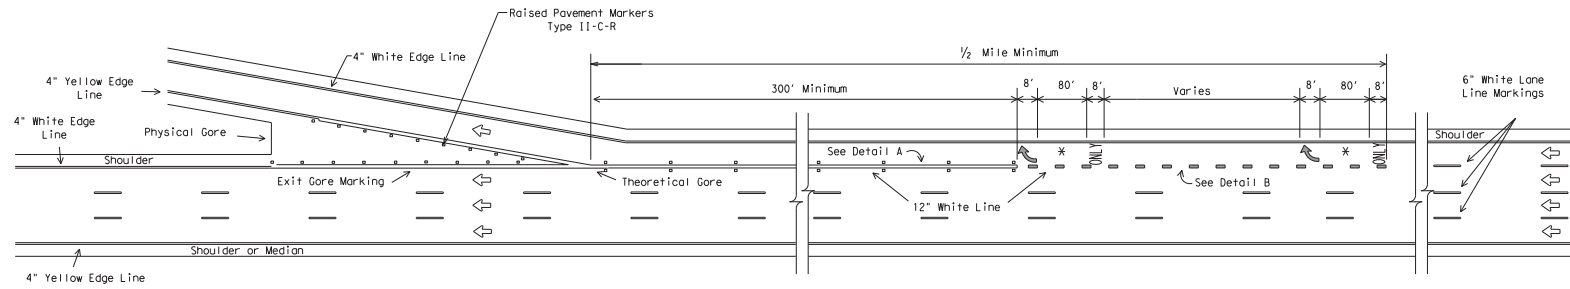 Raised Pavement Markers
Type II-C-R
4" White Edge Line
½ Mile Minimum
4" Yellow Edge
Line
6" White Lane
Line Markings
300' Minimum
8'
80'
8'
Varies
8'
80'
8'
4" White Edge
Line
Physical Gore
Shoulder
Shoulder
See Detail A
*
ONLY
*
ONLY
Exit Gore Marking
Theoretical Gore
See Detail B
12" White Line
Shoulder or Median
4" Yellow Edge Line